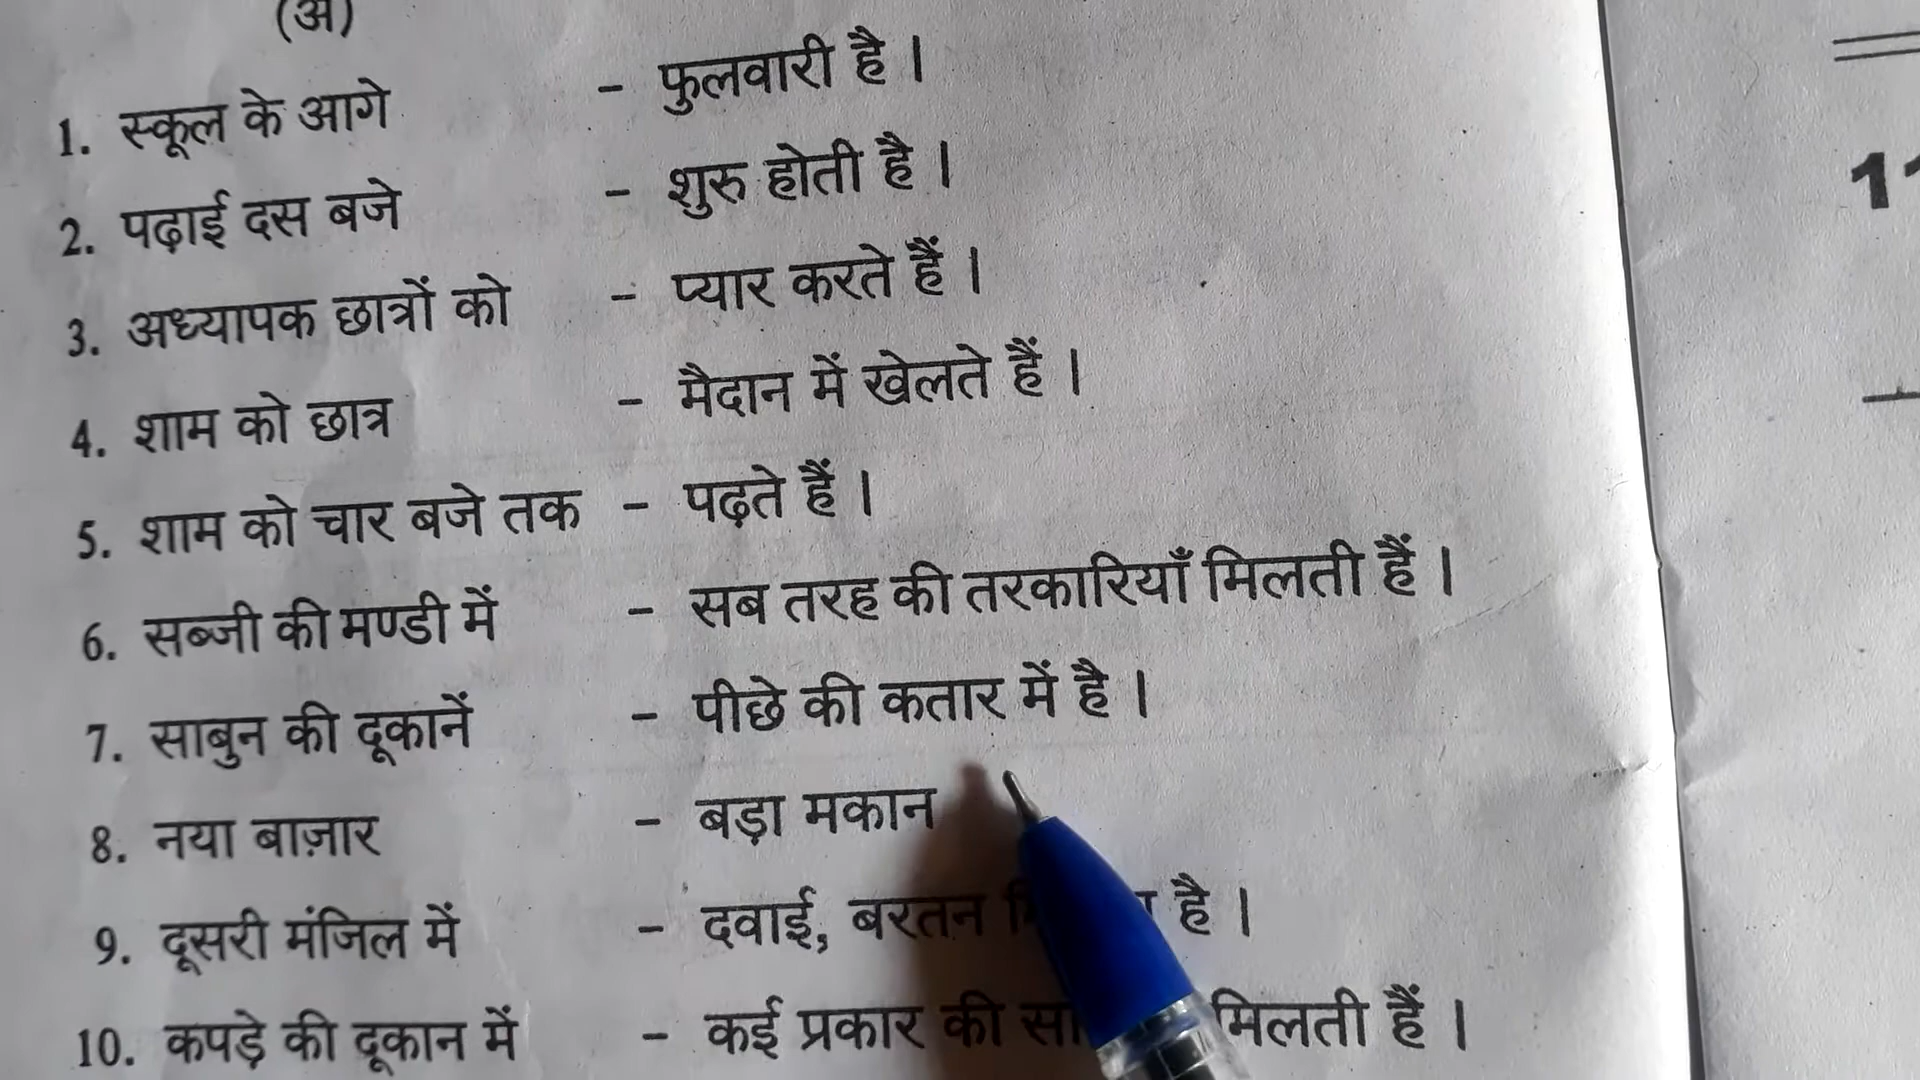 (अ)
1. स्कूल के आगे - फुलवारी है ।
2. पढ़ाई दस बजे - शुरु होती है ।
3. अध्यापक छात्रों को - प्यार करते हैं ।
4. शाम को छात्र - मैदान में खेलते हैं ।
5. शाम को चार बजे तक - पढ़ते हैं ।
6. सब्जी की मण्डी में - सब तरह की तरकारियाँ मिलती हैं ।
7. साबुन की दूकानें - पीछे की कतार में है ।
8. नया बाज़ार - बड़ा मकान
9. दूसरी मंजिल में - दवाई, बरतन है ।
10. कपड़े की दूकान में - कई प्रकार की मिलती हैं ।